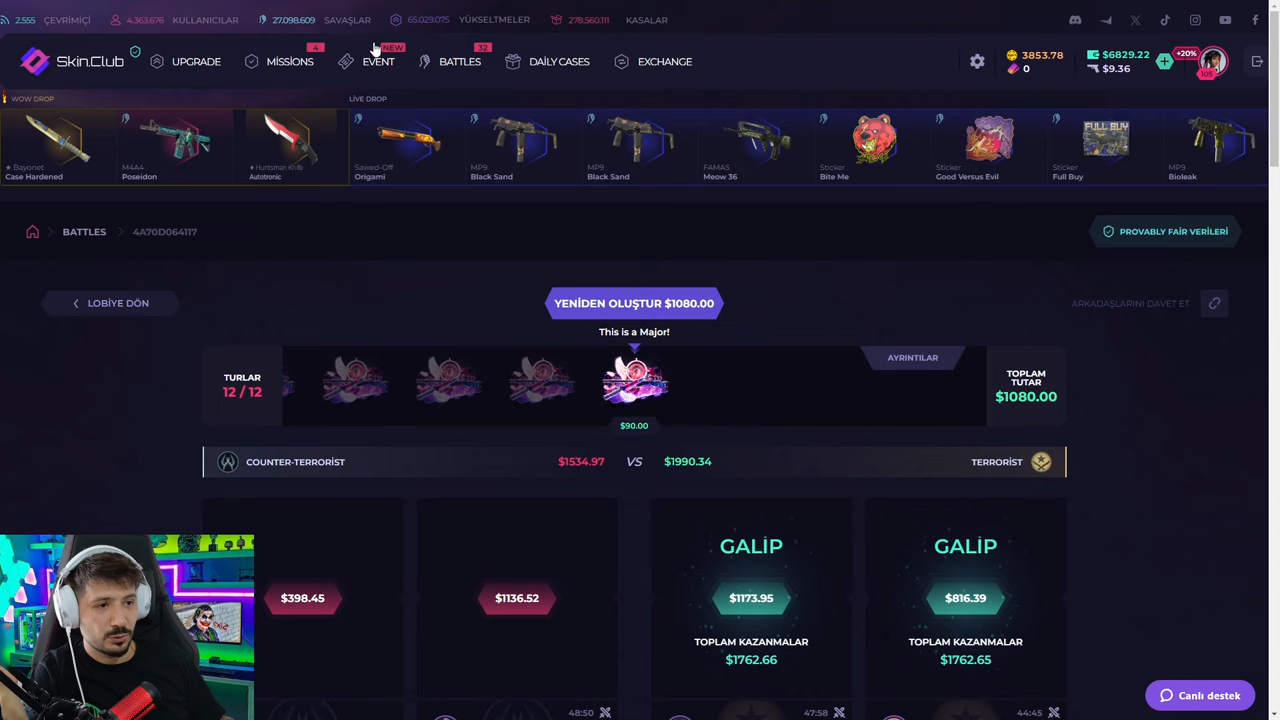 2.555 ÇEVRİMİÇİ 4.363.676 KULLANICILAR 27.098.609 SAVAŞLAR 65.029.075 YÜKSELTMELER 278.560.111 KASALAR
Skin.Club UPGRADE 4 MISSIONS NEW EVENT 32 BATTLES DAILY CASES EXCHANGE 3853.78 $6829.22 +20%
0 $9.36 105
WOW DROP LİVE DROP
★ Bayonet M4A4 ★ Huntsman Knife Sawed-Off MP9 MP9 FAMAS Sticker Sticker Sticker MP9
Case Hardened Poseidon Autotronic Origami Black Sand Black Sand Meow 36 Bite Me Good Versus Evil Full Buy Bioleak
BATTLES 4A70D064117 PROVABLY FAIR VERİLERİ
LOBİYE DÖN YENİDEN OLUŞTUR $1080.00 ARKADAŞLARINI DAVET ET
This is a Major!
AYRINTILAR
TURLAR
12 / 12
TOPLAM
TUTAR
$1080.00
$90.00
COUNTER-TERRORIST $1534.97 VS $1990.34 TERRORIST
GALİP GALİP
$398.45 $1136.52 $1173.95 $816.39
TOPLAM KAZANMALAR TOPLAM KAZANMALAR
$1762.66 $1762.65
Canlı destek
48:50 47:58 44:45